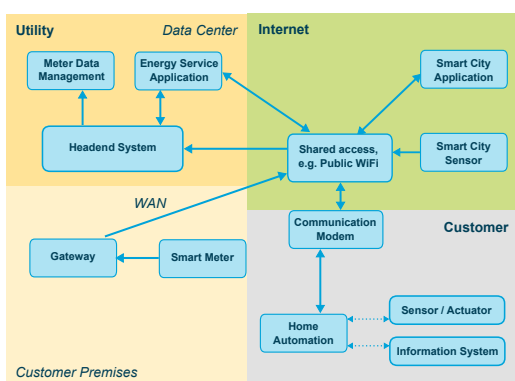 Utility
Data Center
Internet
Meter Data
Management
Energy Service
Application
Smart City
Application
Headend System
Shared access,
e.g. Public WiFi
Smart City
Sensor
WAN
Communication
Modem
Customer
Gateway
Smart Meter
Home
Automation
Sensor / Actuator
Information System
Customer Premises